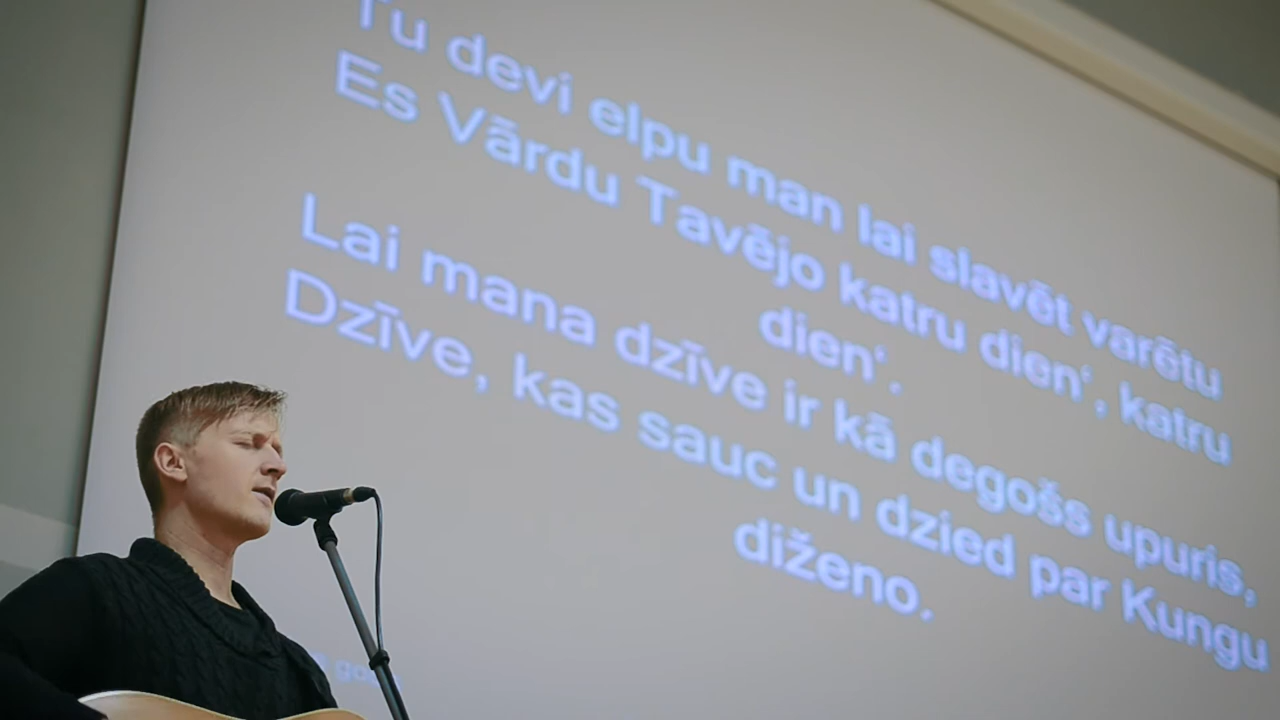 Tu devi elpu man lai slavēt varētu
Es Vārdu Tavējo katru dien', katru
dien'.
Lai mana dzīve ir kā degošs upuris,
Dzīve, kas sauc un dzied par Kungu
diženo.